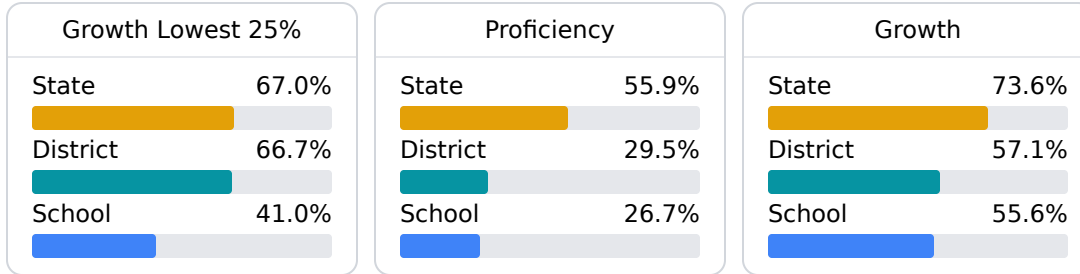 Growth Lowest 25%
State 67.0%
District 66.7%
School 41.0%
Proficiency
State 55.9%
District 29.5%
School 26.7%
Growth
State 73.6%
District 57.1%
School 55.6%